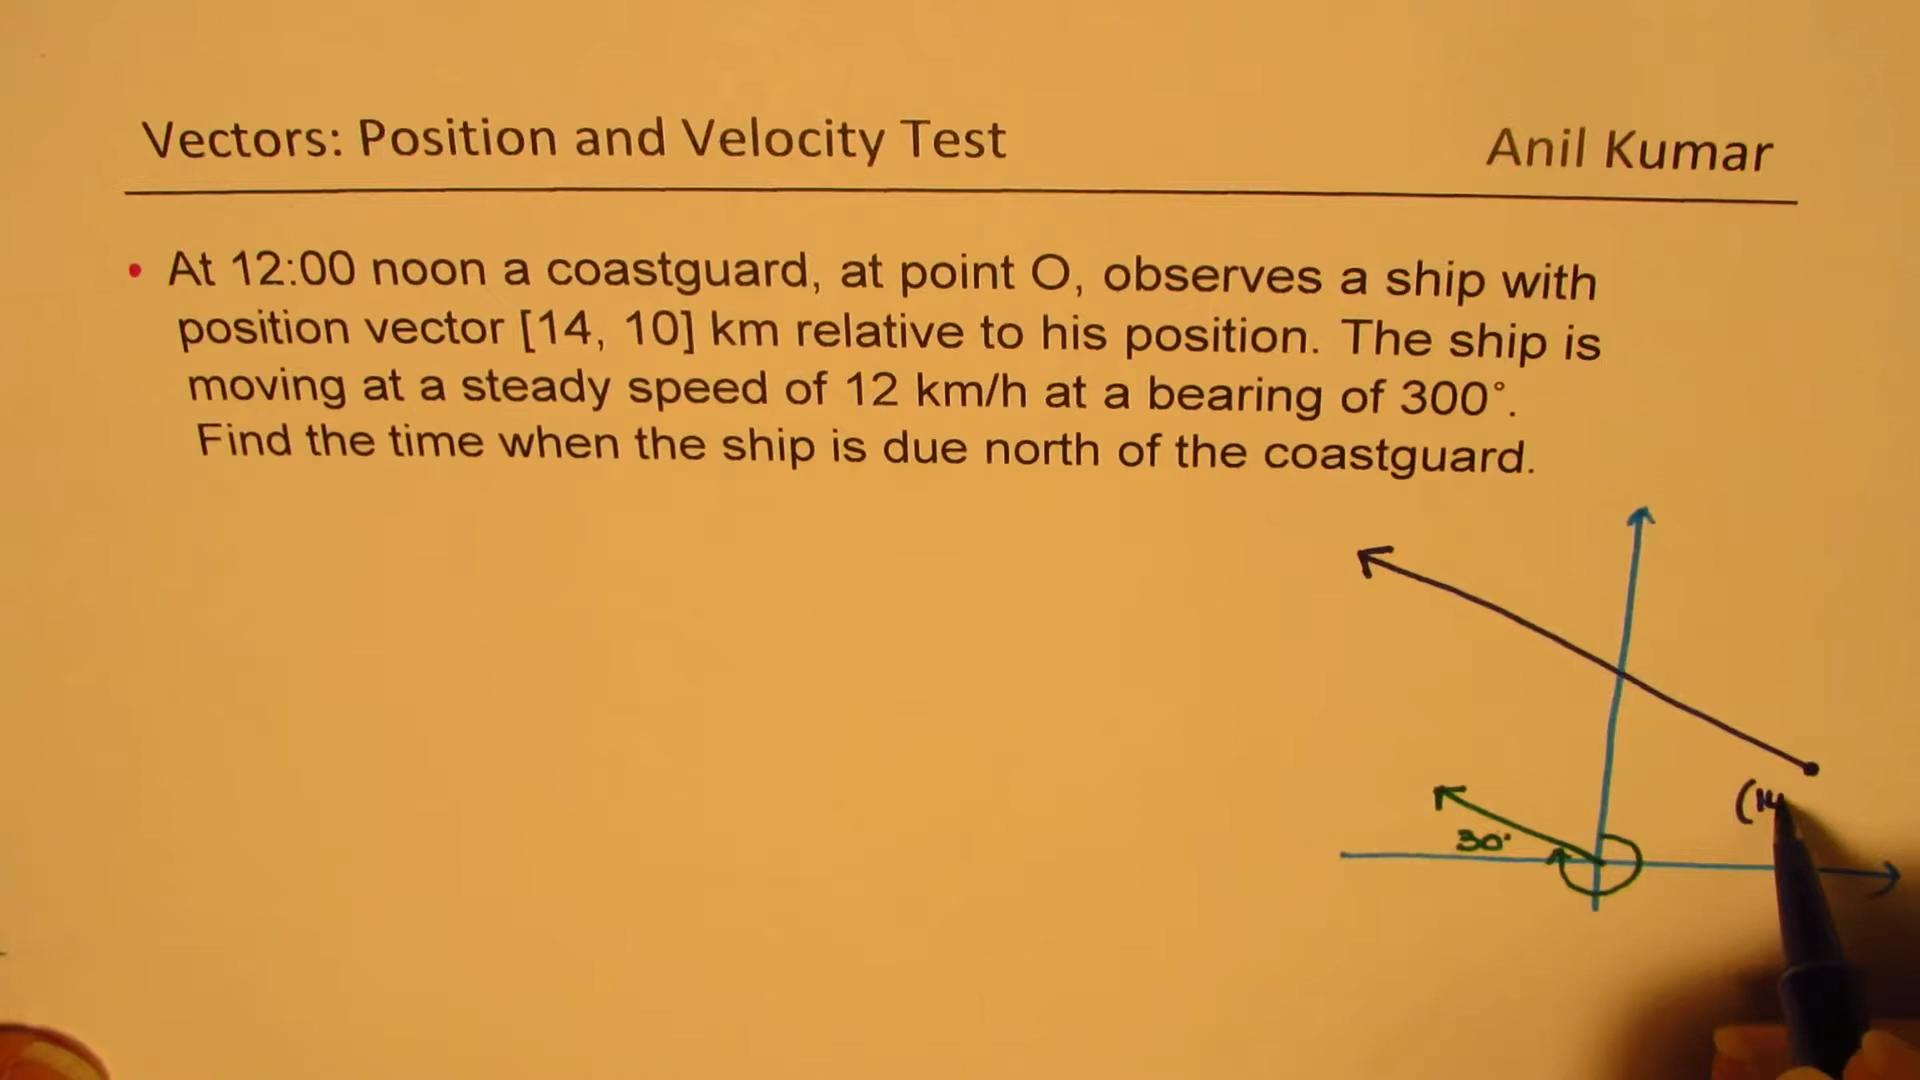 Vectors: Position and Velocity Test Anil Kumar
• At 12:00 noon a coastguard, at point O, observes a ship with
position vector [14, 10] km relative to his position. The ship is
moving at a steady speed of 12 km/h at a bearing of 300°.
Find the time when the ship is due north of the coastguard.
(14
30°